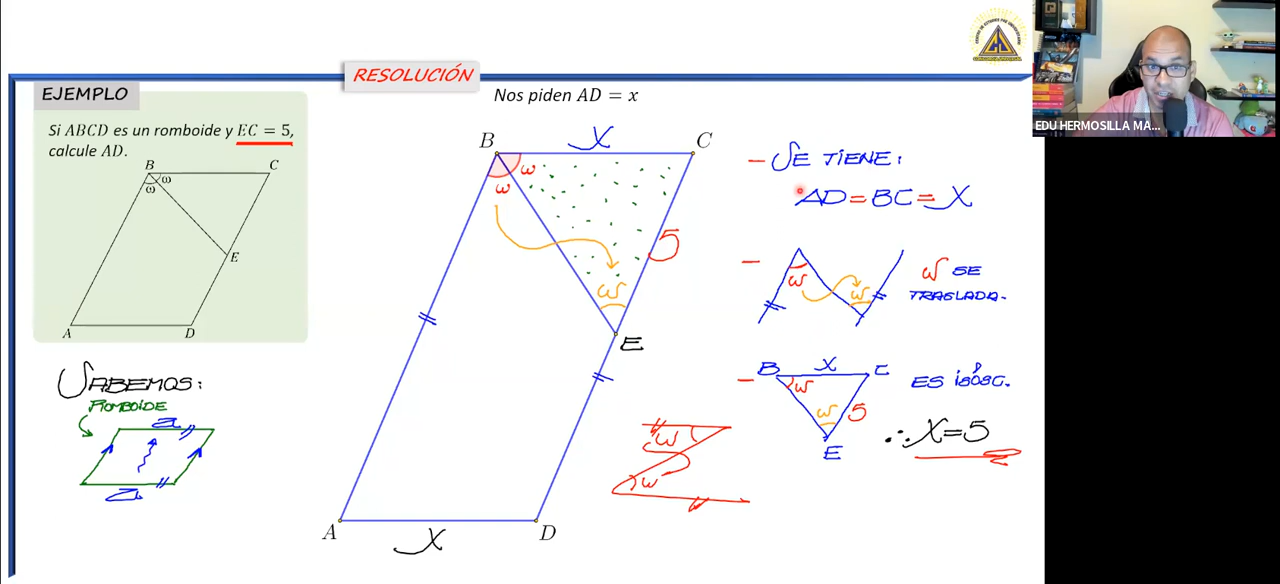 RESOLUCIÓN
EDU HERMOSILLA MA...
EJEMPLO
Si ABCD es un romboide y EC = 5,
calcule AD.
B
C
ω
ω
E
A
D
SABEMOS:
ROMBOIDE
a
a
Nos piden AD = x
B
X
C
ω
ω
5
ω
E
A
X
D
ω
ω
– SE TIENE:
AD = BC = X
–
ω
ω
ω SE
TRASLADA.
–
B X C
ω
ω 5
E
ES ISÓSC.
∴ X = 5